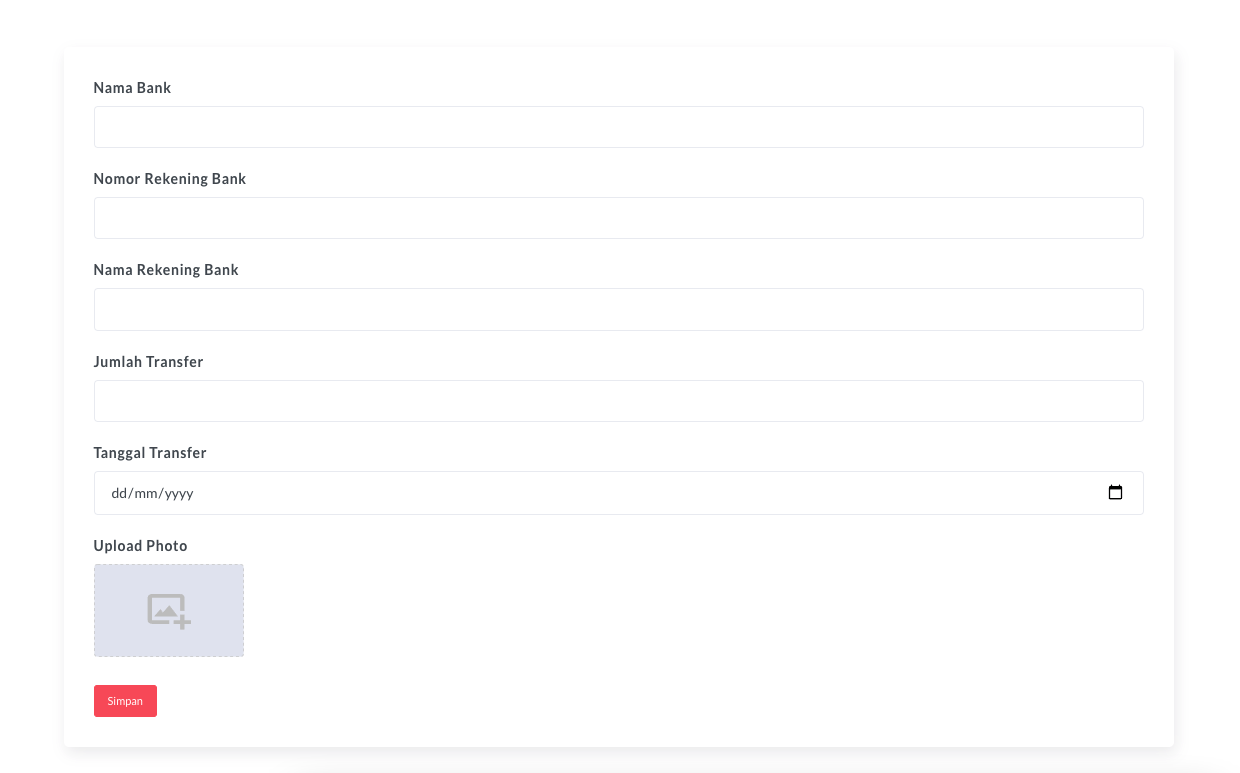 Nama Bank
Nomor Rekening Bank
Nama Rekening Bank
Jumlah Transfer
Tanggal Transfer
dd/mm/yyyy
Upload Photo
Simpan